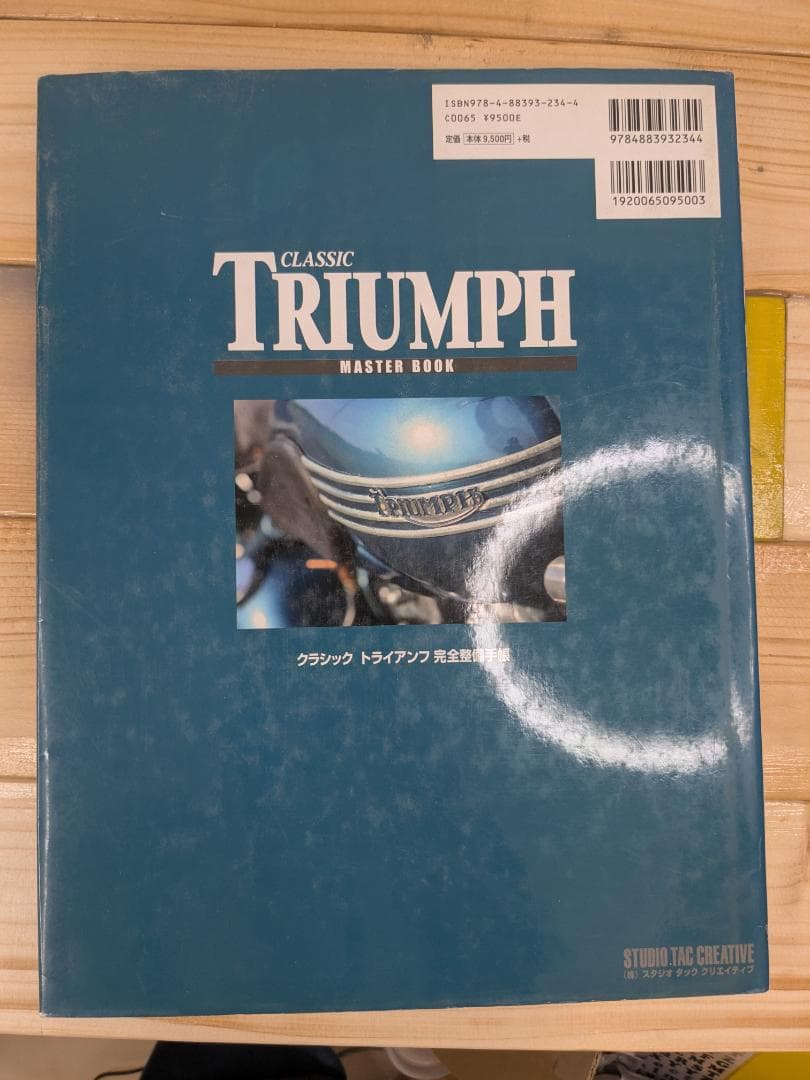 ISBN978-4-88393-234-4
C0065 ¥9500E
定価 本体9,500円 +税
9784883932344
1920065095003
CLASSIC
TRIUMPH
MASTER BOOK
TRIUMPH
クラシック トライアンフ 完全整備手帳
STUDIO TAC CREATIVE
(株) スタジオ タック クリエイティブ